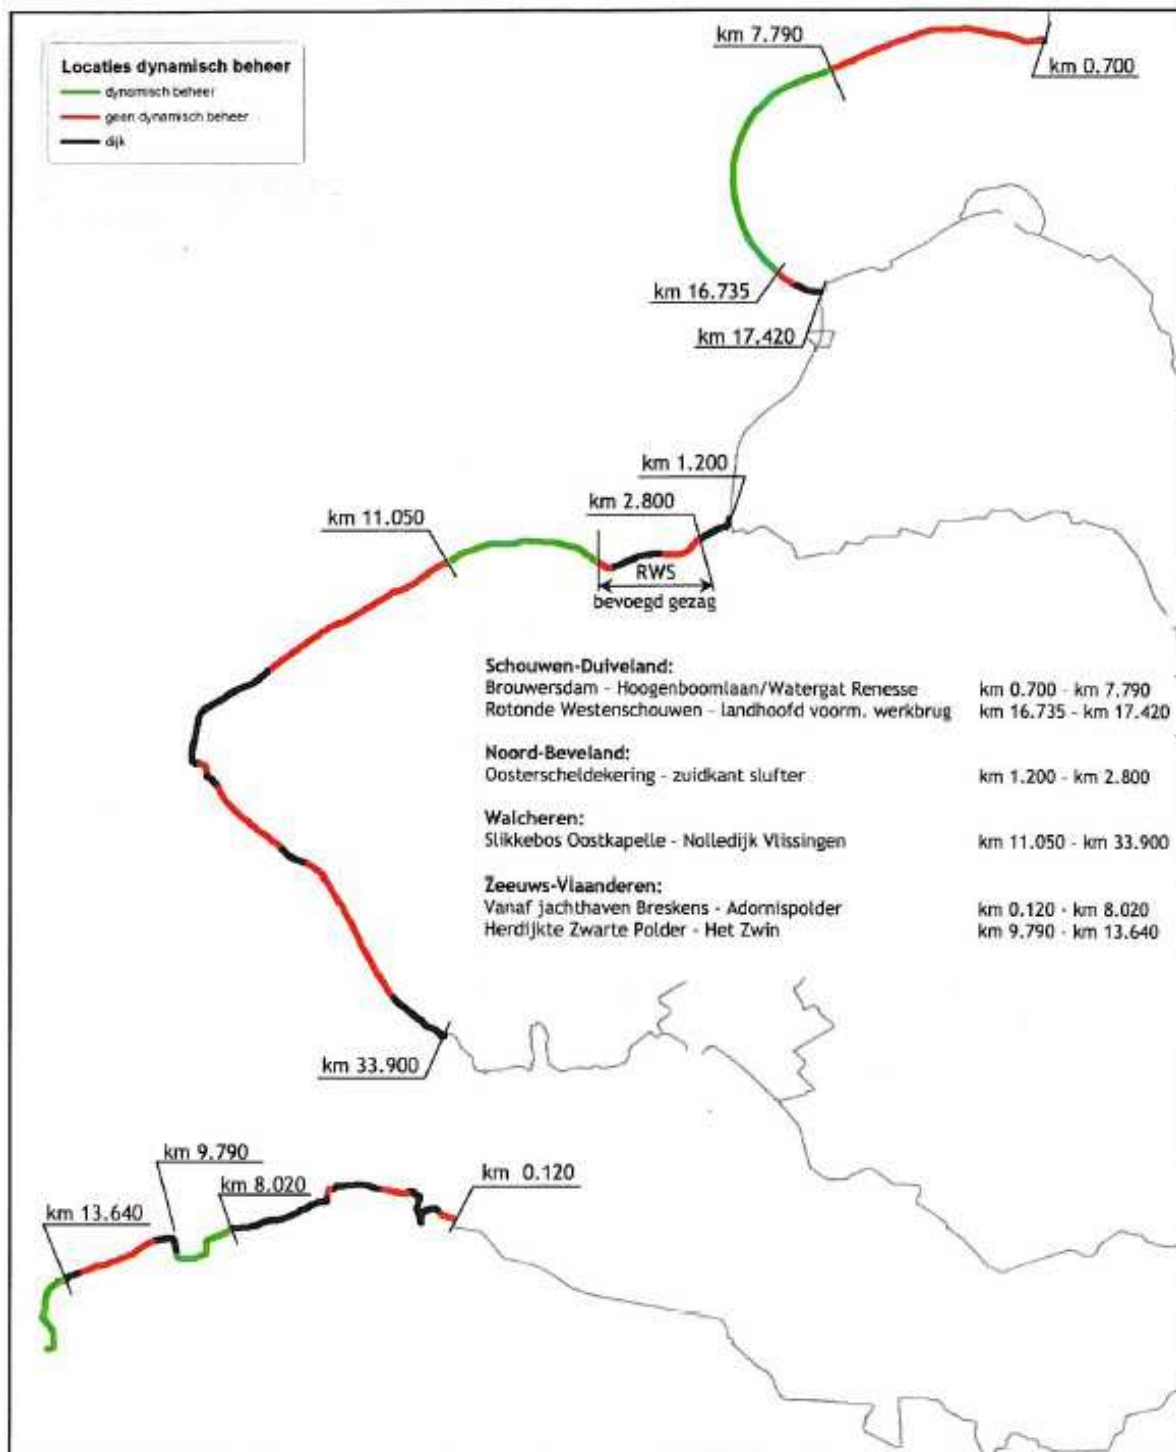 Locaties dynamisch beheer
dynamisch beheer
geen dynamisch beheer
dijk
km 7.790
km 0.700
km 16.735
km 17.420
km 1.200
km 2.800
km 11.050
RWS
bevoegd gezag
Schouwen-Duiveland:
Brouwersdam - Hoogenboomlaan/Watergat Renesse km 0.700 - km 7.790
Rotonde Westenschouwen - landhoofd voorm. werkbrug km 16.735 - km 17.420
Noord-Beveland:
Oosterscheldekering - zuidkant slufter km 1.200 - km 2.800
Walcheren:
Slikkebos Oostkapelle - Nolledijk Vlissingen km 11.050 - km 33.900
Zeeuws-Vlaanderen:
Vanaf jachthaven Breskens - Adornispolder km 0.120 - km 8.020
Herdijkte Zwarte Polder - Het Zwin km 9.790 - km 13.640
km 33.900
km 9.790
km 8.020
km 0.120
km 13.640